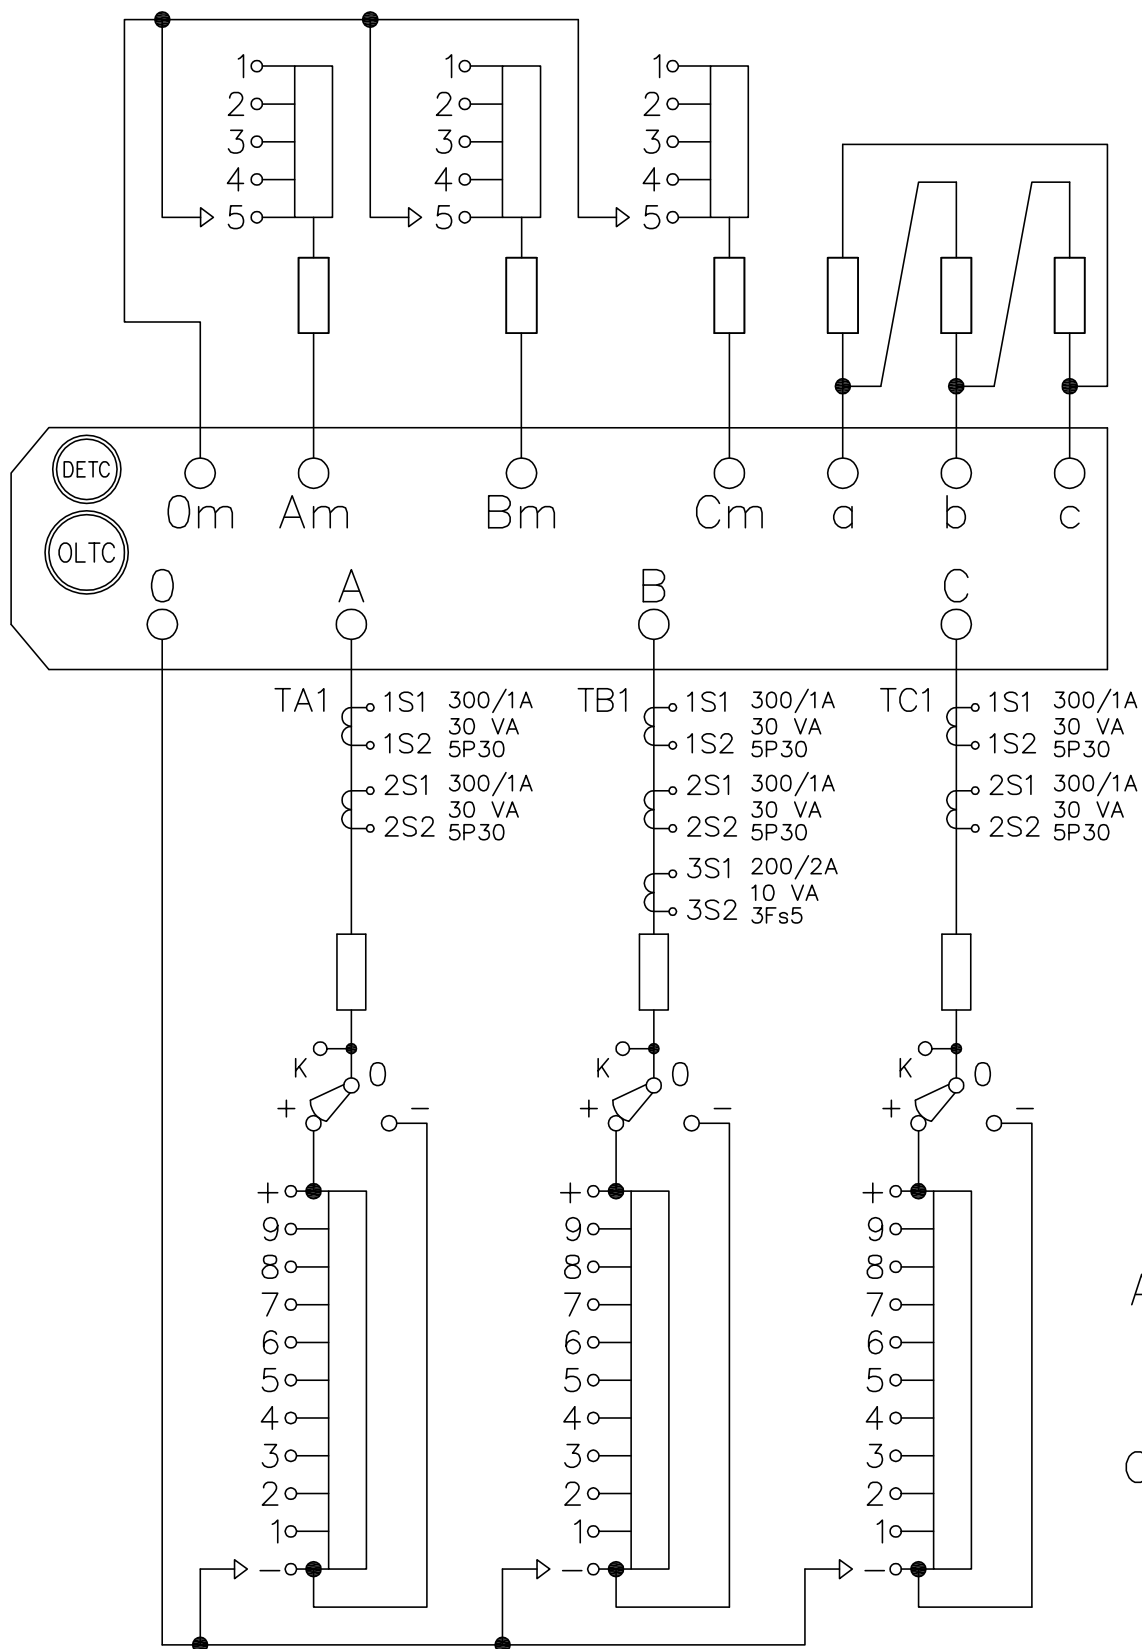 1 1 1
2 2 2
3 3 3
4 4 4
5 5 5
DETC
0m Am Bm Cm a b c
OLTC
0 A B C
TA1 1S1 300/1A TB1 1S1 300/1A TC1 1S1 300/1A
30 VA 30 VA 30 VA
1S2 5P30 1S2 5P30 1S2 5P30
2S1 300/1A 2S1 300/1A 2S1 300/1A
30 VA 30 VA 30 VA
2S2 5P30 2S2 5P30 2S2 5P30
3S1 200/2A
10 VA
3S2 3Fs5
K 0 K 0 K 0
+ − + − + −
+ + +
9 9 9
8 8 8
7 7 7
6 6 6
5 5 5
4 4 4
3 3 3
2 2 2
1 1 1
− − −